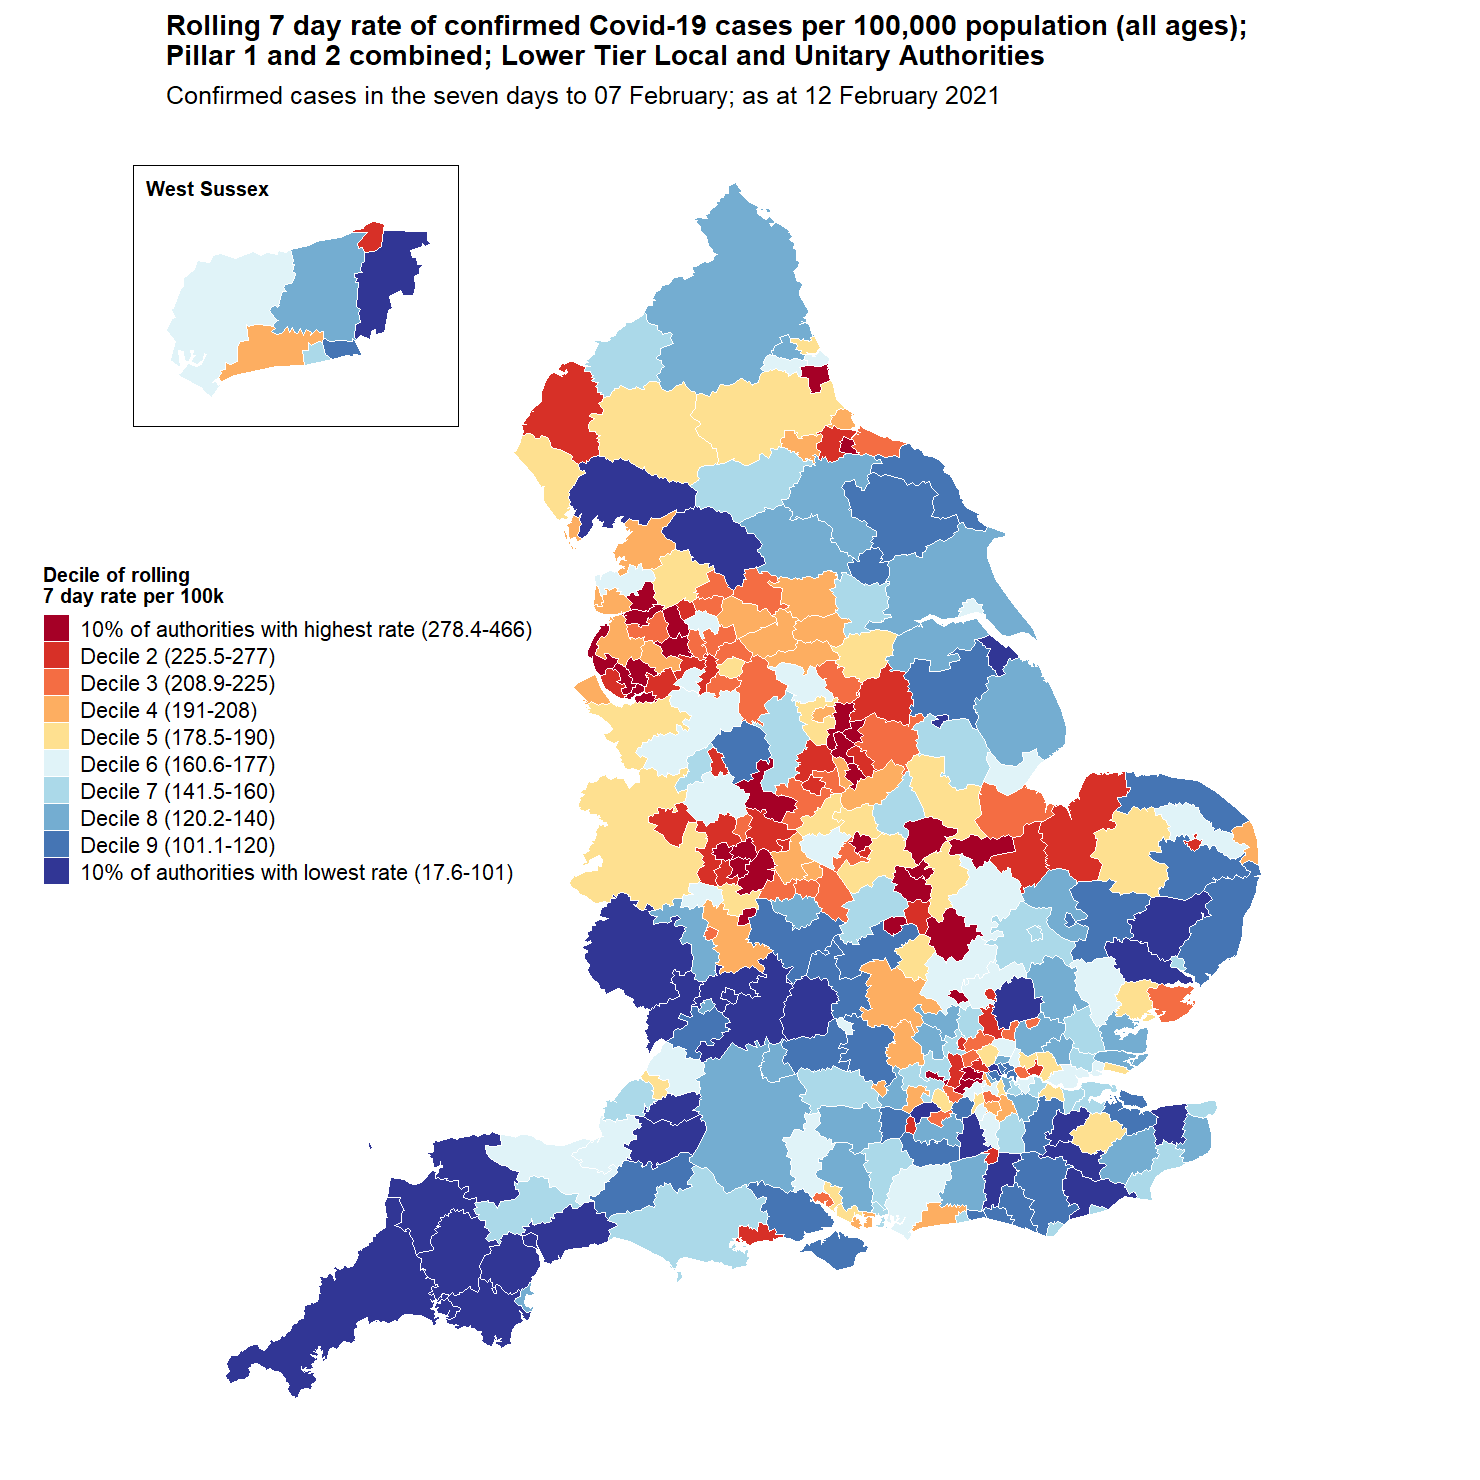 Rolling 7 day rate of confirmed Covid-19 cases per 100,000 population (all ages);
Pillar 1 and 2 combined; Lower Tier Local and Unitary Authorities
Confirmed cases in the seven days to 07 February; as at 12 February 2021
West Sussex
Decile of rolling
7 day rate per 100k
10% of authorities with highest rate (278.4-466)
Decile 2 (225.5-277)
Decile 3 (208.9-225)
Decile 4 (191-208)
Decile 5 (178.5-190)
Decile 6 (160.6-177)
Decile 7 (141.5-160)
Decile 8 (120.2-140)
Decile 9 (101.1-120)
10% of authorities with lowest rate (17.6-101)